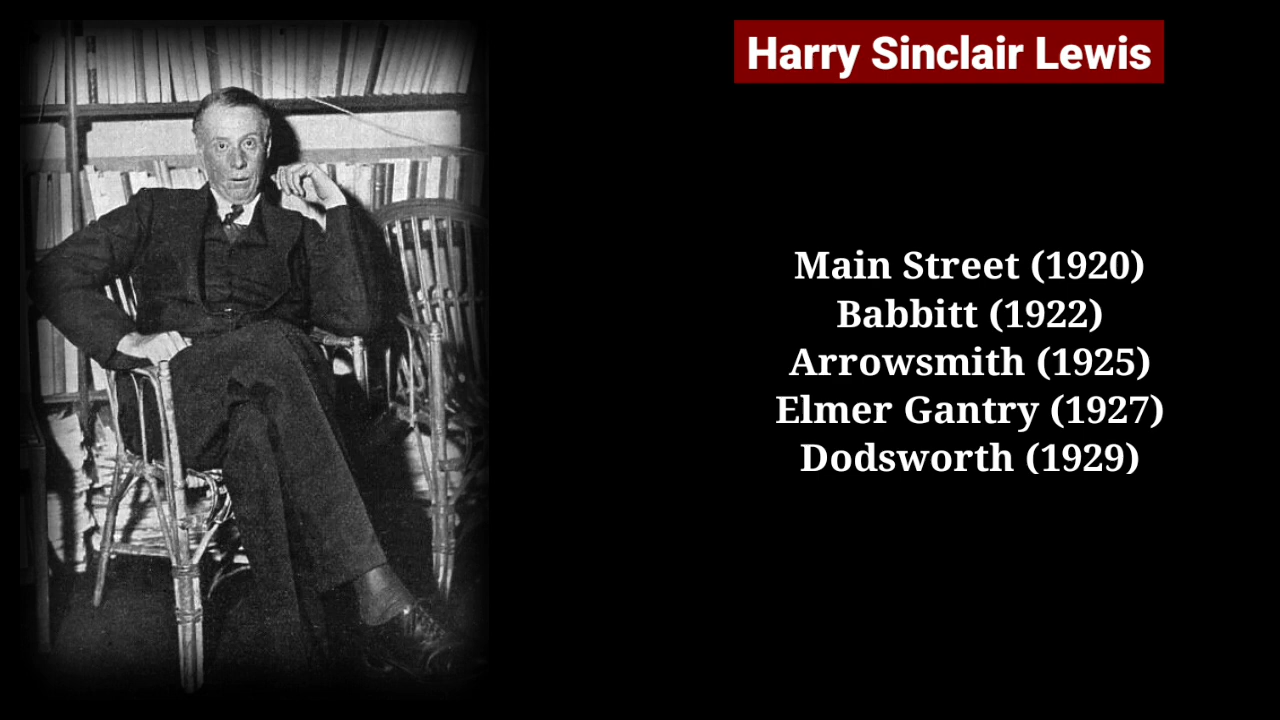 Harry Sinclair Lewis
Main Street (1920)
Babbitt (1922)
Arrowsmith (1925)
Elmer Gantry (1927)
Dodsworth (1929)